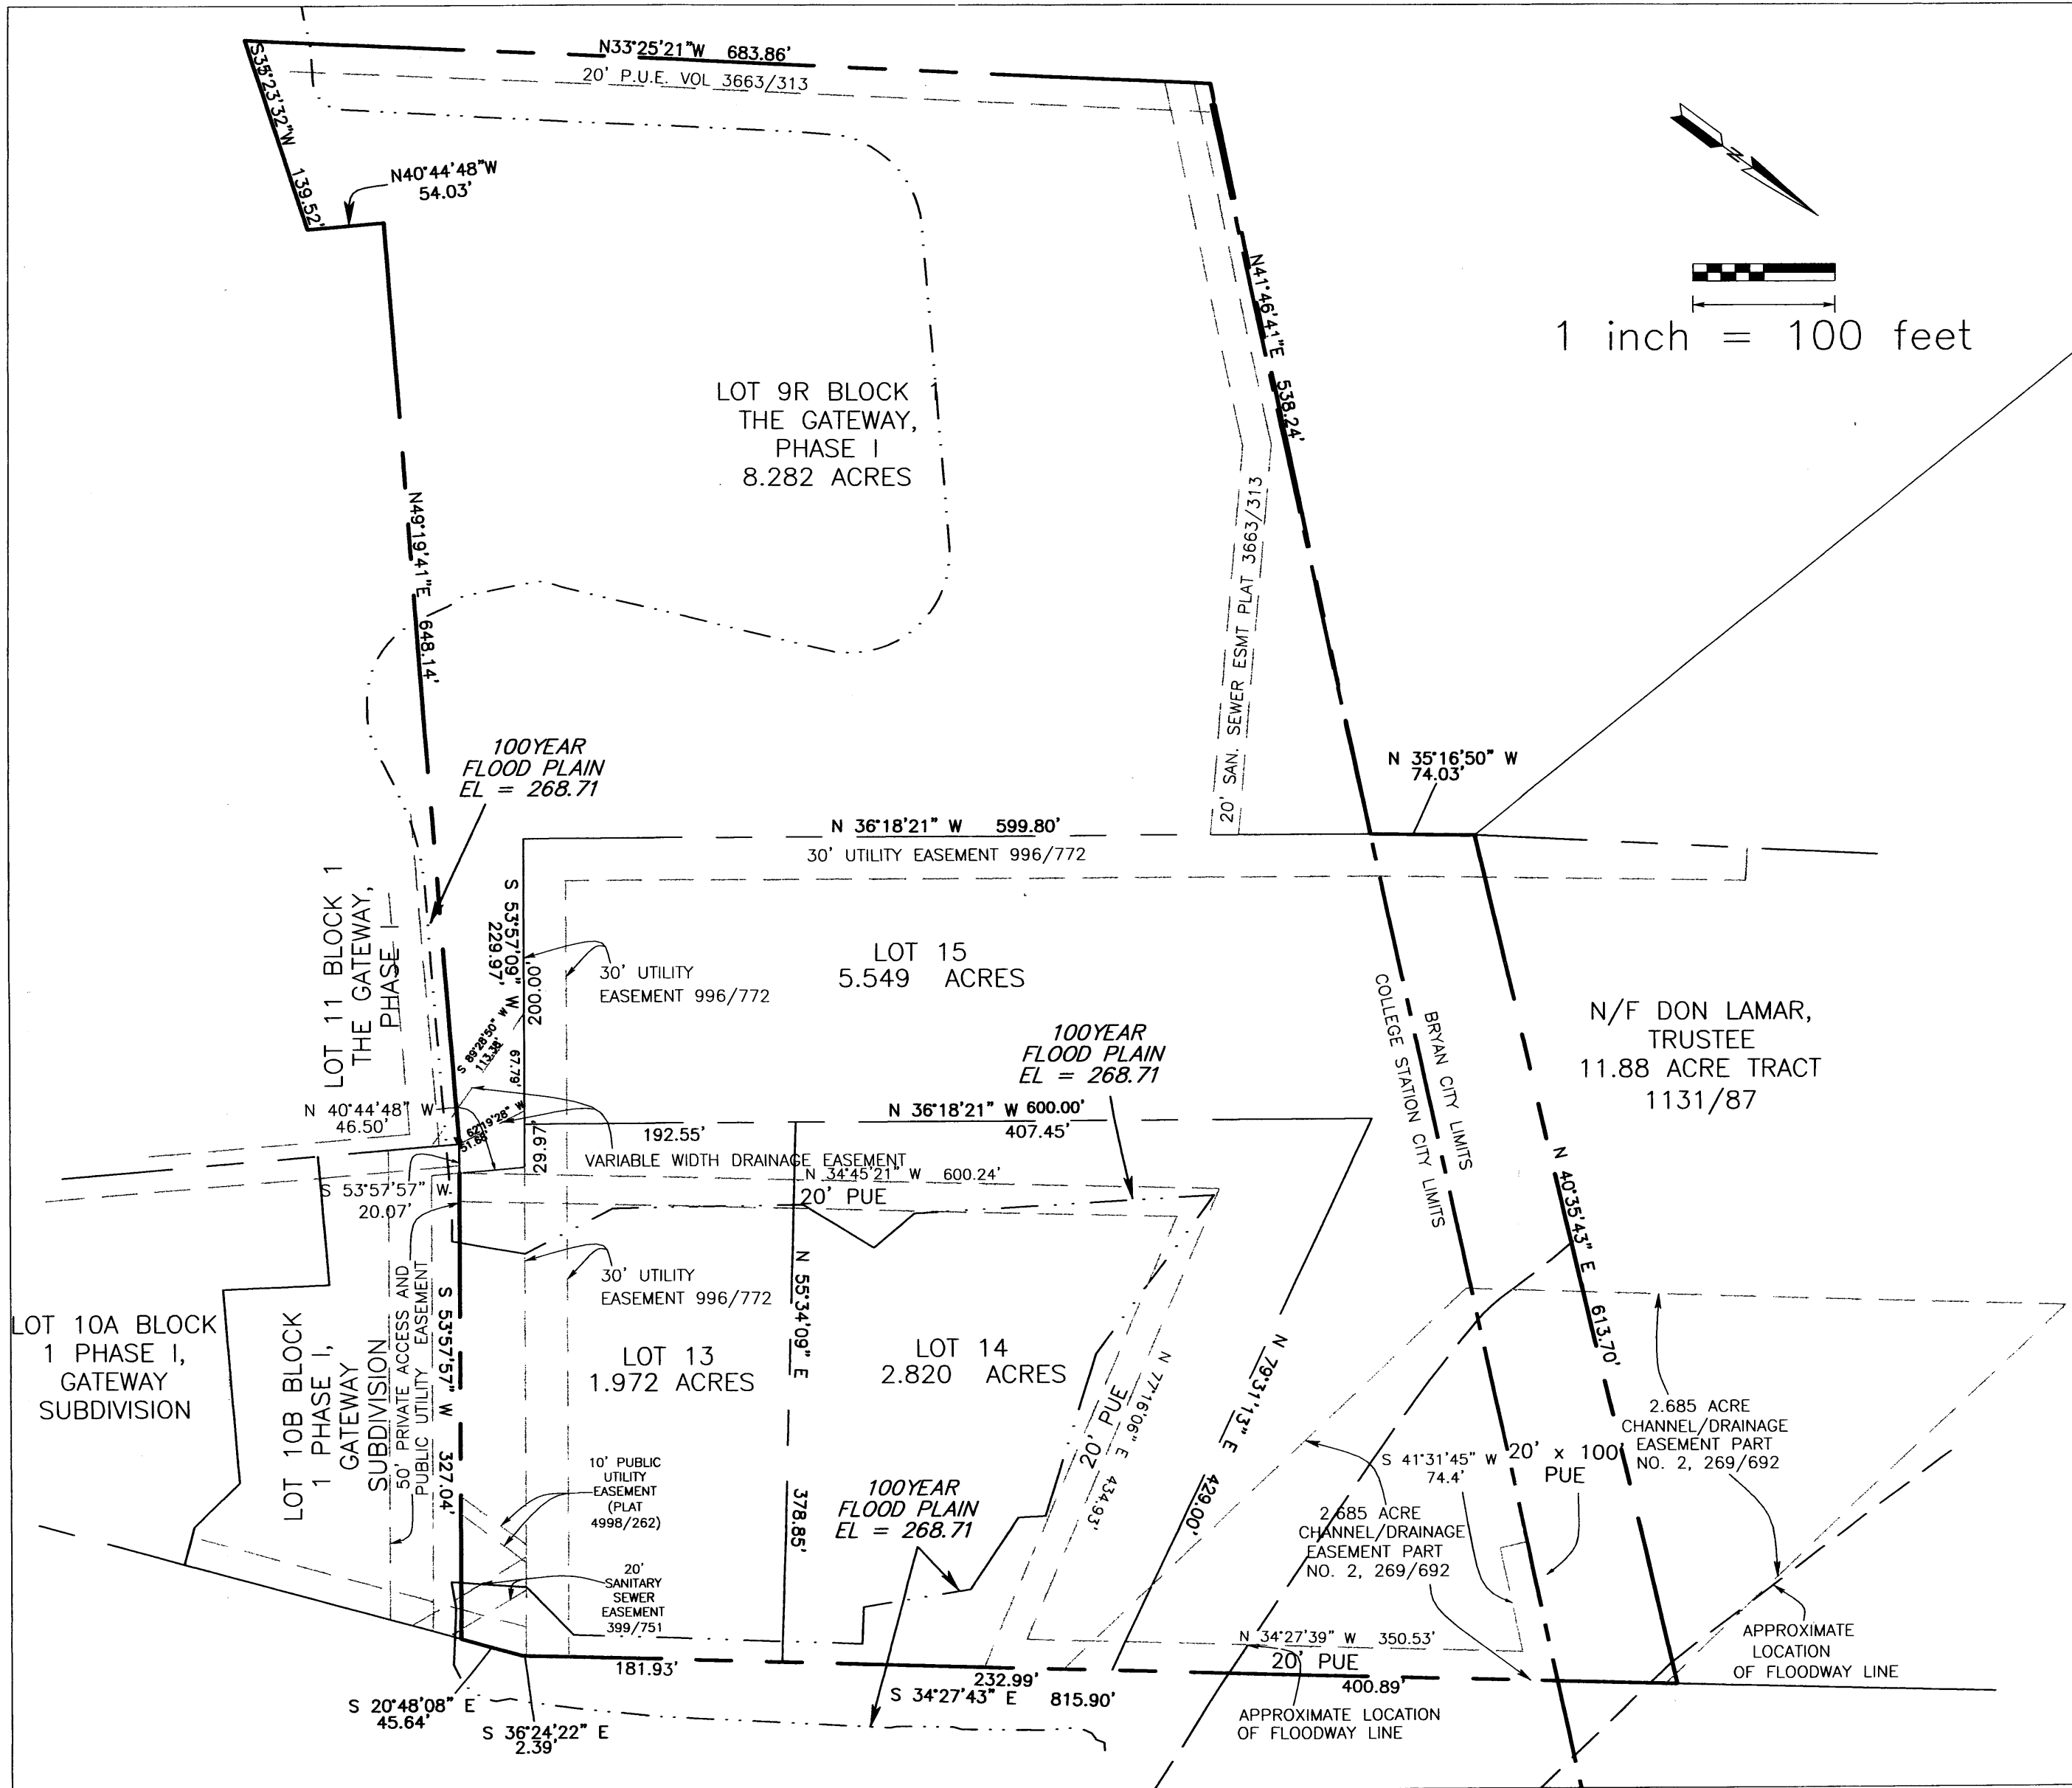 N33°25'21"W 683.86'
20' P.U.E. VOL 3663/313
S35°23'32"W 139.52'
N40°44'48"W
54.03'
N
1 inch = 100 feet
N41°46'41"E 538.24'
LOT 9R BLOCK 1
THE GATEWAY,
PHASE I
8.282 ACRES
N49°19'41"E 648.14'
20' SAN. SEWER ESMT PLAT 3663/313
100YEAR
FLOOD PLAIN
EL = 268.71
N 35°16'50" W
74.03'
N 36°18'21" W 599.80'
30' UTILITY EASEMENT 996/772
LOT 11 BLOCK 1
THE GATEWAY,
PHASE I
S 53°57'09" W
229.97'
200.00'
30' UTILITY
EASEMENT 996/772
LOT 15
5.549 ACRES
S 89°28'50" W
113.38'
67.79'
100YEAR
FLOOD PLAIN
EL = 268.71
COLLEGE STATION CITY LIMITS
BRYAN CITY LIMITS
N/F DON LAMAR,
TRUSTEE
11.88 ACRE TRACT
1131/87
N 40°44'48" W
46.50'
62°19'28" W
51.68'
29.97'
192.55'
N 36°18'21" W 600.00'
407.45'
VARIABLE WIDTH DRAINAGE EASEMENT
N 34°45'21" W 600.24'
20' PUE
S 53°57'57" W
20.07'
N 40°35'43" E 613.70'
30' UTILITY
EASEMENT 996/772
N 55°34'09" E 378.85'
LOT 10A BLOCK
1 PHASE I,
GATEWAY
SUBDIVISION
LOT 10B BLOCK
1 PHASE I,
GATEWAY
SUBDIVISION
50' PRIVATE ACCESS AND
PUBLIC UTILITY EASEMENT
S 53°57'57" W 327.04'
LOT 13
1.972 ACRES
LOT 14
2.820 ACRES
20' PUE
N 77°16'06" E 434.93'
N 79°31'13" E 429.00'
10' PUBLIC
UTILITY
EASEMENT
(PLAT
4998/262)
20'
SANITARY
SEWER
EASEMENT
399/751
100YEAR
FLOOD PLAIN
EL = 268.71
S 41°31'45" W
74.4'
20' x 100'
PUE
2.685 ACRE
CHANNEL/DRAINAGE
EASEMENT PART
NO. 2, 269/692
2.685 ACRE
CHANNEL/DRAINAGE
EASEMENT PART
NO. 2, 269/692
N 34°27'39" W 350.53'
20' PUE
APPROXIMATE
LOCATION
OF FLOODWAY LINE
181.93'
232.99'
S 34°27'43" E 815.90'
400.89'
S 20°48'08" E
45.64'
S 36°24'22" E
2.39'
APPROXIMATE LOCATION
OF FLOODWAY LINE